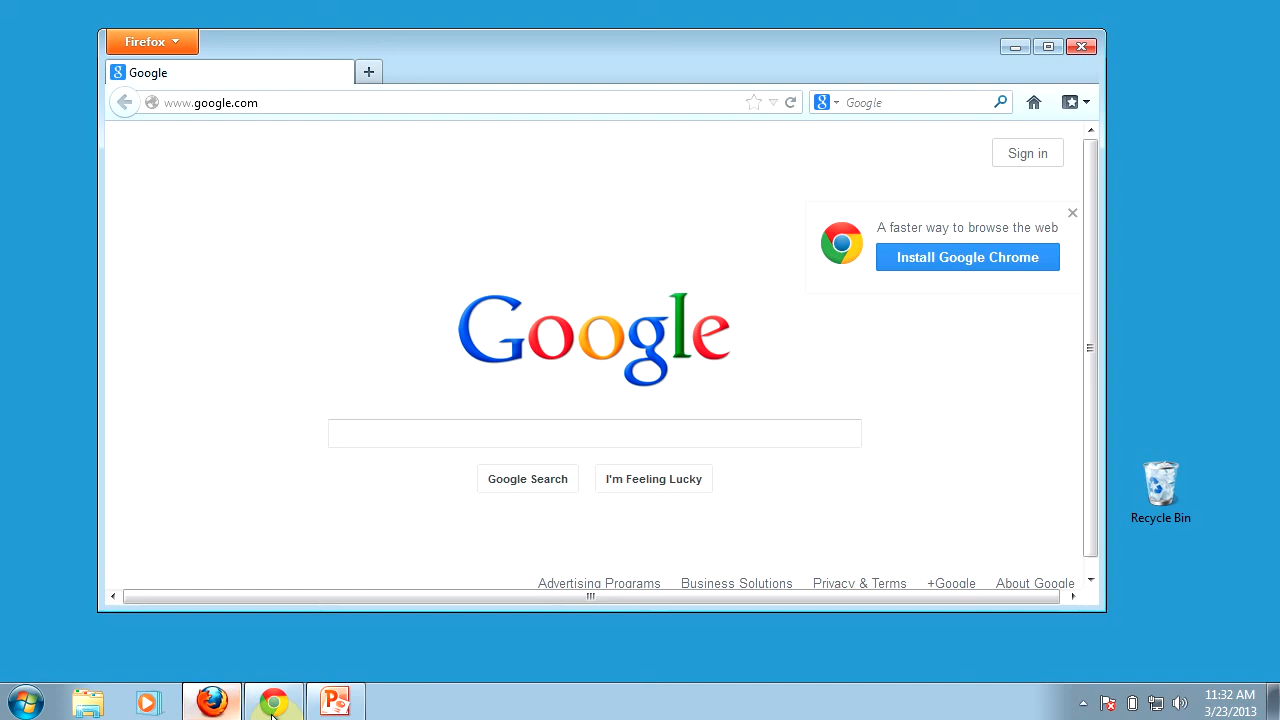 Firefox
Google
www.google.com
Google
Sign in
A faster way to browse the web
Install Google Chrome
Google
Google Search
I'm Feeling Lucky
Advertising Programs Business Solutions Privacy & Terms +Google About Google
Recycle Bin
11:32 AM
3/23/2013